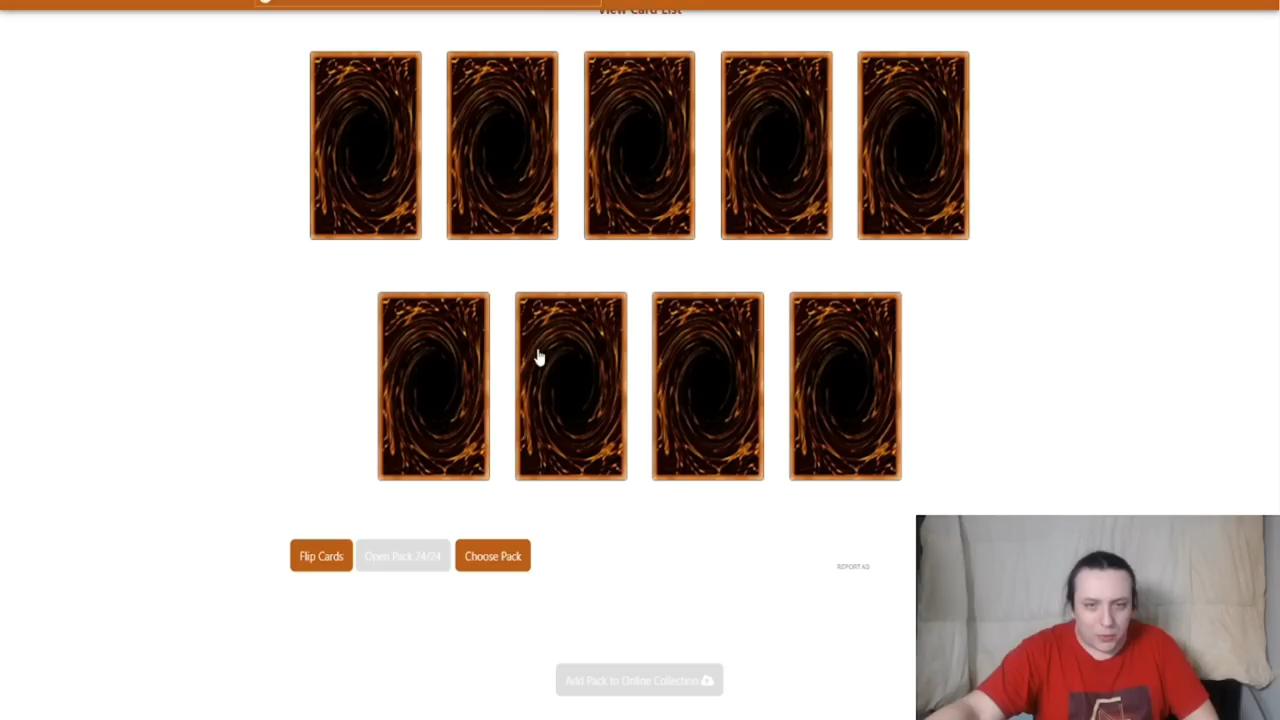 View Card List
Flip Cards
Open Pack 24/24
Choose Pack
REPORT AD
Add Pack to Online Collection